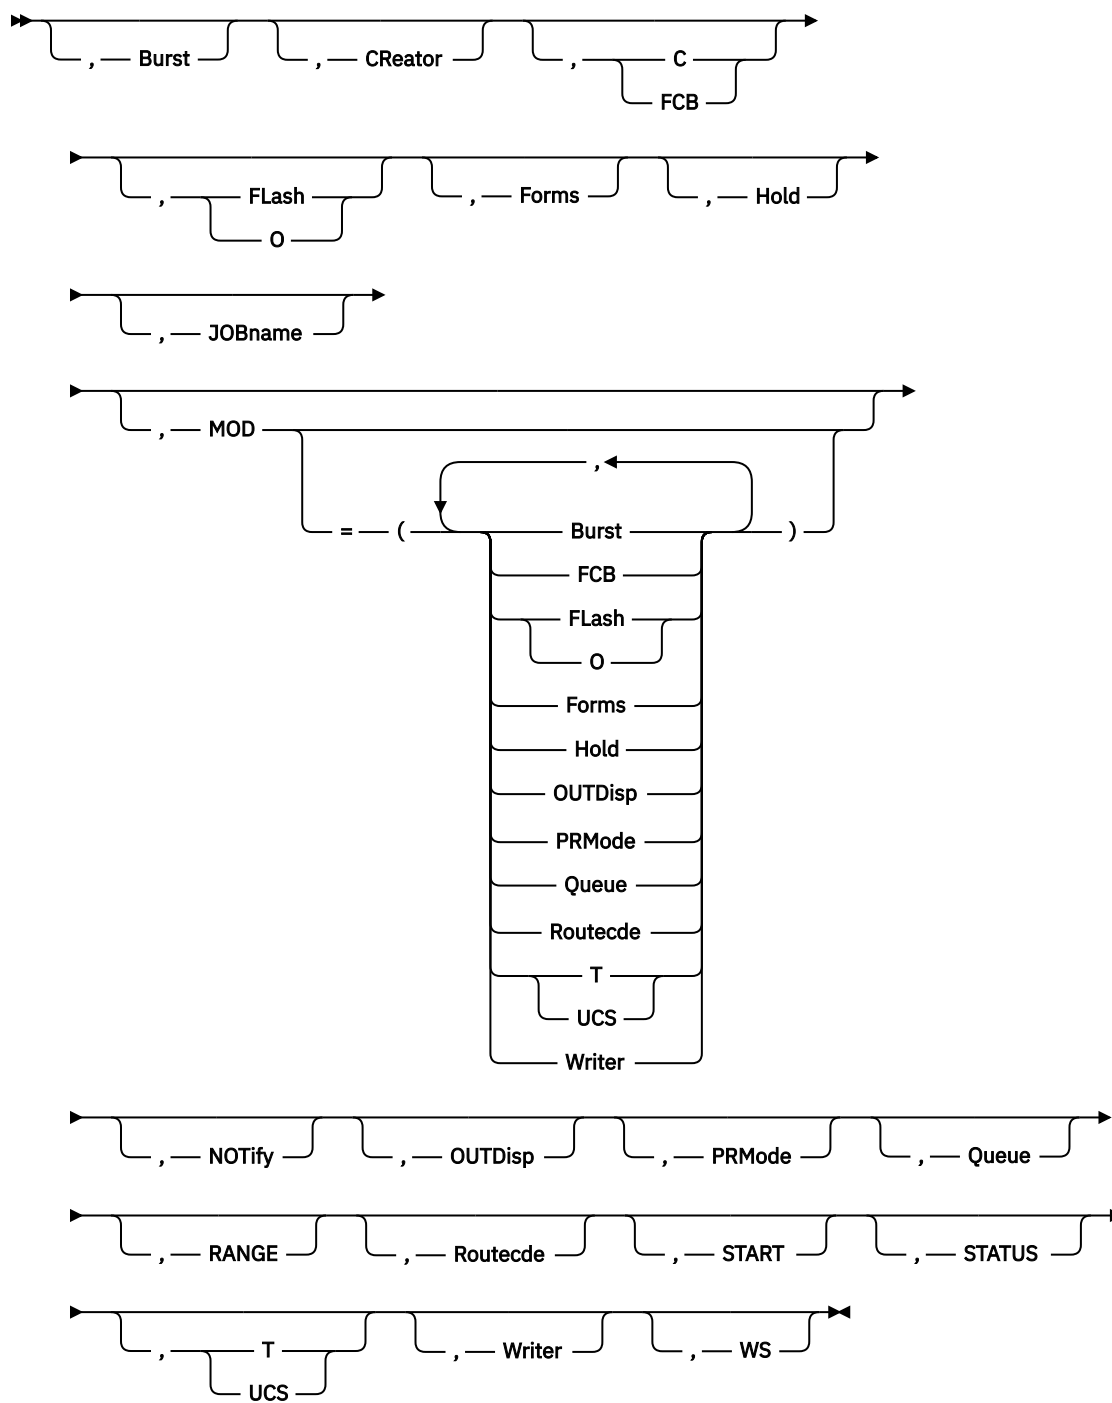 , Burst , CReator , C
FCB
, FLash , Forms , Hold
O
, JOBname
, MOD
,
= ( Burst )
FCB
FLash
O
Forms
Hold
OUTDisp
PRMode
Queue
Routecde
T
UCS
Writer
, NOTify , OUTDisp , PRMode , Queue
, RANGE , Routecde , START , STATUS
, T , Writer , WS
UCS